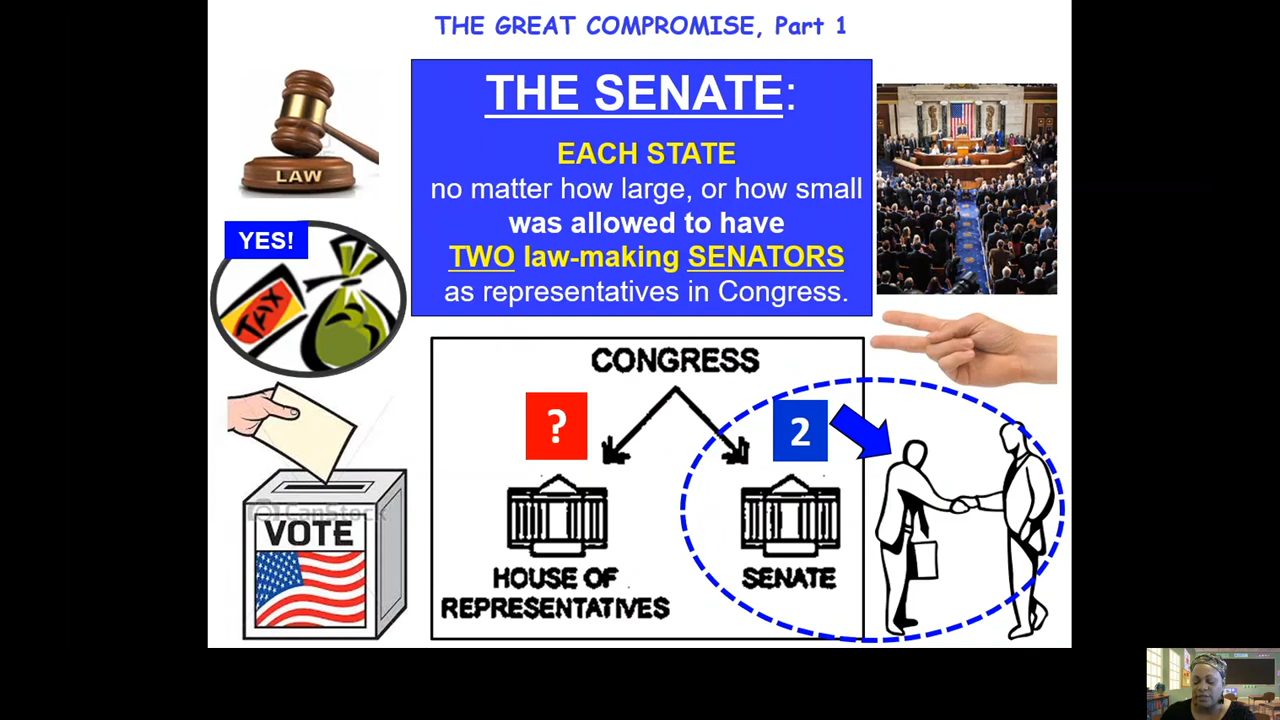 THE GREAT COMPROMISE, Part 1
THE SENATE:
EACH STATE
no matter how large, or how small
was allowed to have
TWO law-making SENATORS
as representatives in Congress.
LAW
YES!
TAX
CONGRESS
?
2
CanStock
VOTE
HOUSE OF
REPRESENTATIVES
SENATE